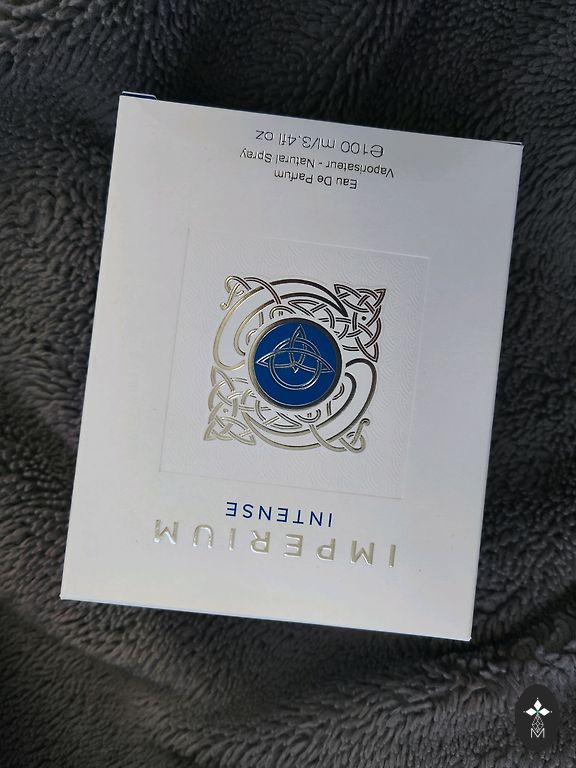 IMPERIUM
INTENSE
Eau De Parfum
Vaporisateur - Natural Spray
℮100 ml/3.4fl oz